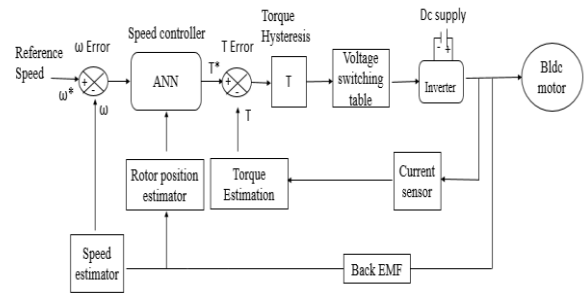 Reference
Speed
ω*
ω Error
+
-
ω
Speed controller
ANN
T*
T Error
+
-
T
Torque
Hysteresis
T
Voltage
switching
table
Dc supply
-
+
Inverter
Bldc
motor
Rotor position
estimator
Torque
Estimation
Current
sensor
Speed
estimator
Back EMF